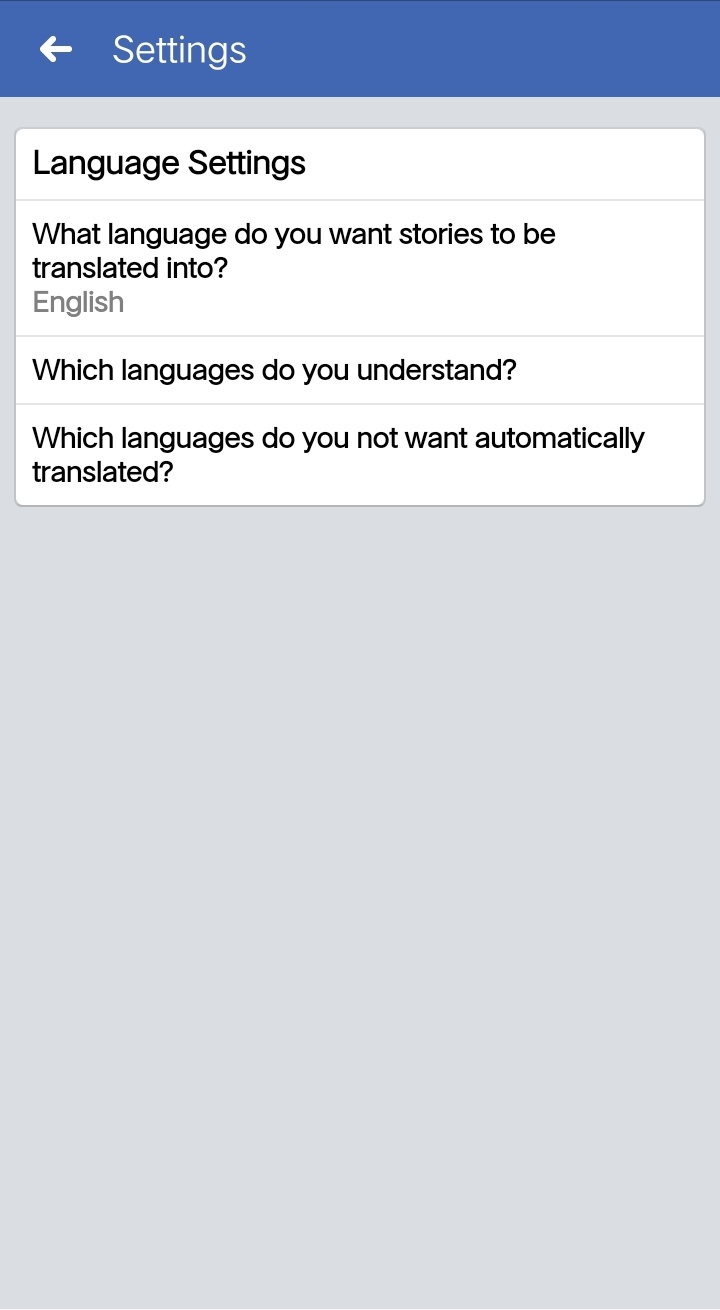 Settings
Language Settings
What language do you want stories to be
translated into?
English
Which languages do you understand?
Which languages do you not want automatically
translated?